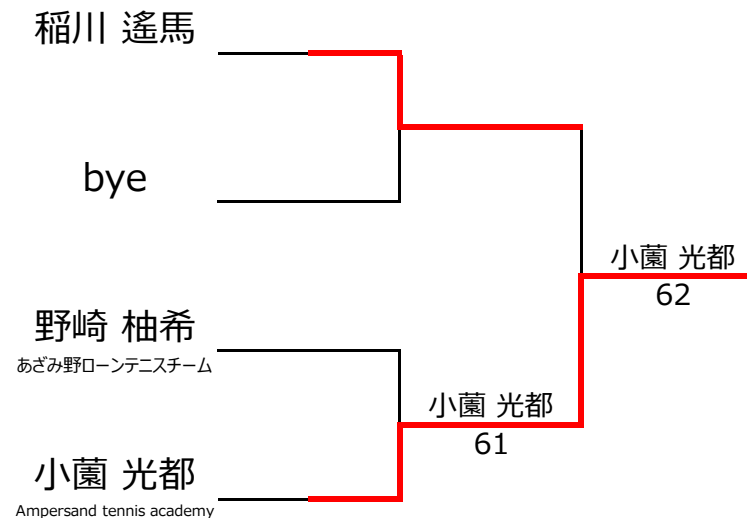 稲川 遙馬
bye
野崎 柚希
あざみ野ローンテニスチーム
小薗 光都
Ampersand tennis academy
小薗 光都
61
小薗 光都
62